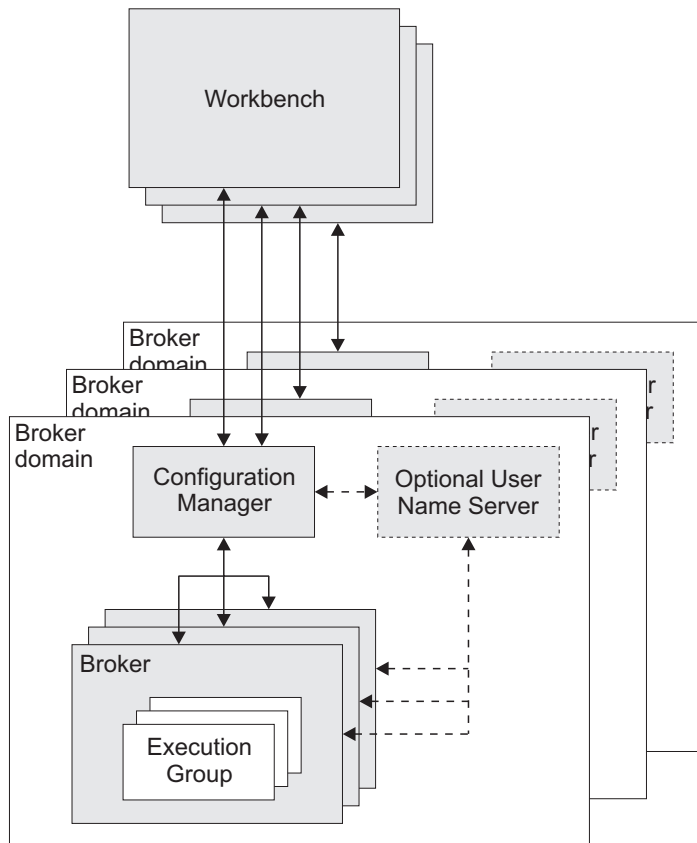 Workbench
Broker
domain
Broker
domain
r
r
Broker
domain
r
r
Configuration
Manager
Optional User
Name Server
Broker
Execution
Group